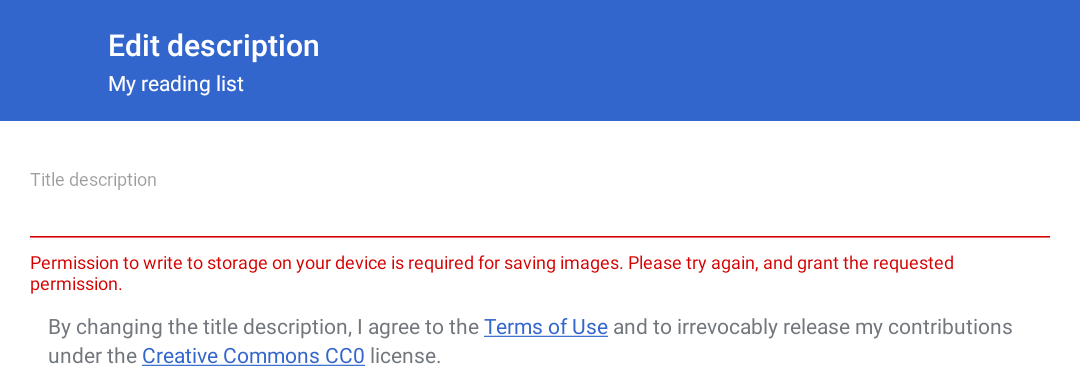 Edit description
My reading list
Title description
Permission to write to storage on your device is required for saving images. Please try again, and grant the requested
permission.
By changing the title description, I agree to the Terms of Use and to irrevocably release my contributions
under the Creative Commons CC0 license.